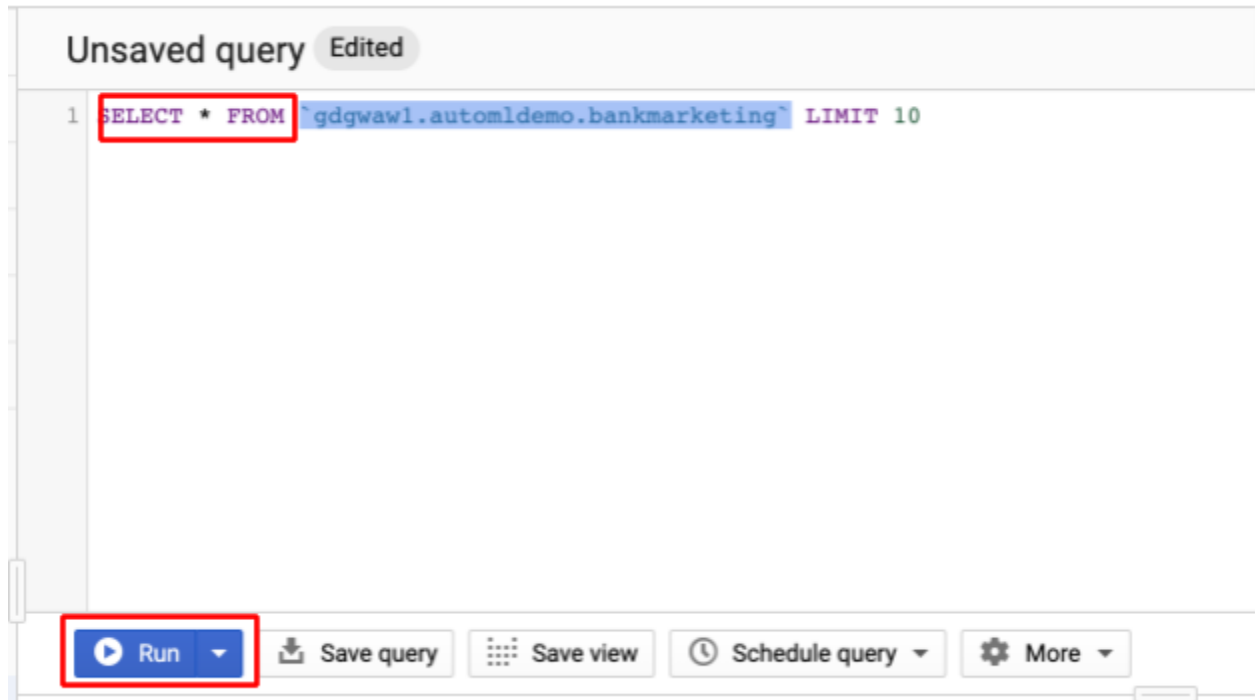 Unsaved query Edited
1 SELECT * FROM `gdgwaw1.automldemo.bankmarketing` LIMIT 10
Run Save query Save view Schedule query More